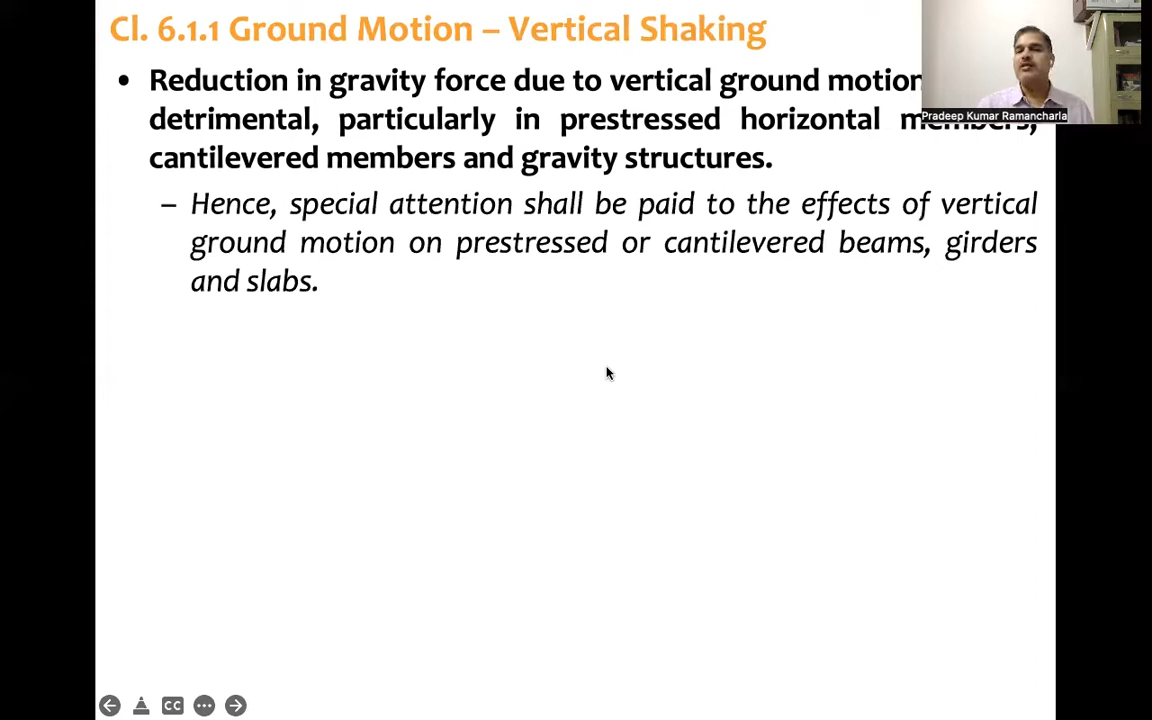 Cl. 6.1.1 Ground Motion – Vertical Shaking
• Reduction in gravity force due to vertical ground motion
detrimental, particularly in prestressed horizontal members,
cantilevered members and gravity structures.
– Hence, special attention shall be paid to the effects of vertical
ground motion on prestressed or cantilevered beams, girders
and slabs.
Pradeep Kumar Ramancharla
CC